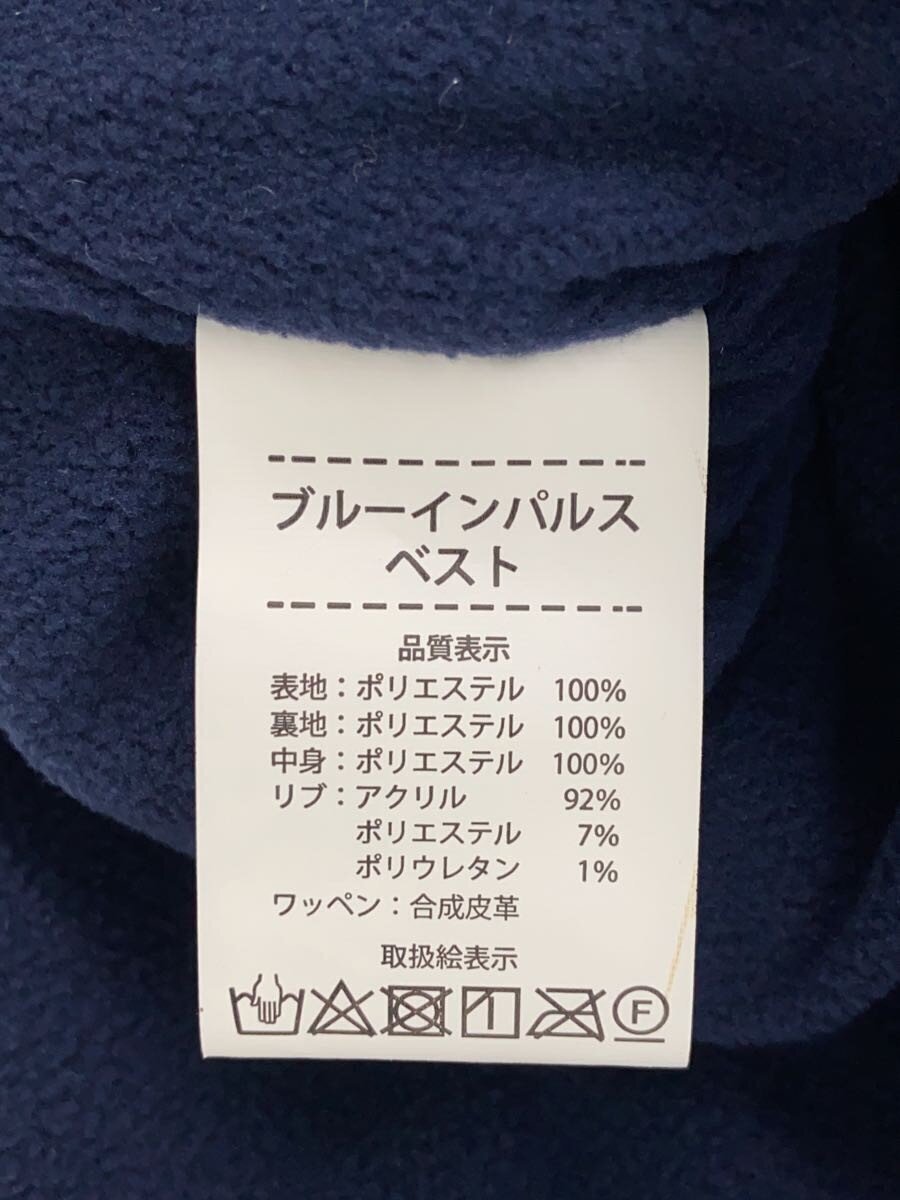 ブルーインパルス
ベスト
品質表示
表地：ポリエステル 100%
裏地：ポリエステル 100%
中身：ポリエステル 100%
リブ：アクリル 92%
ポリエステル 7%
ポリウレタン 1%
ワッペン：合成皮革
取扱絵表示
F